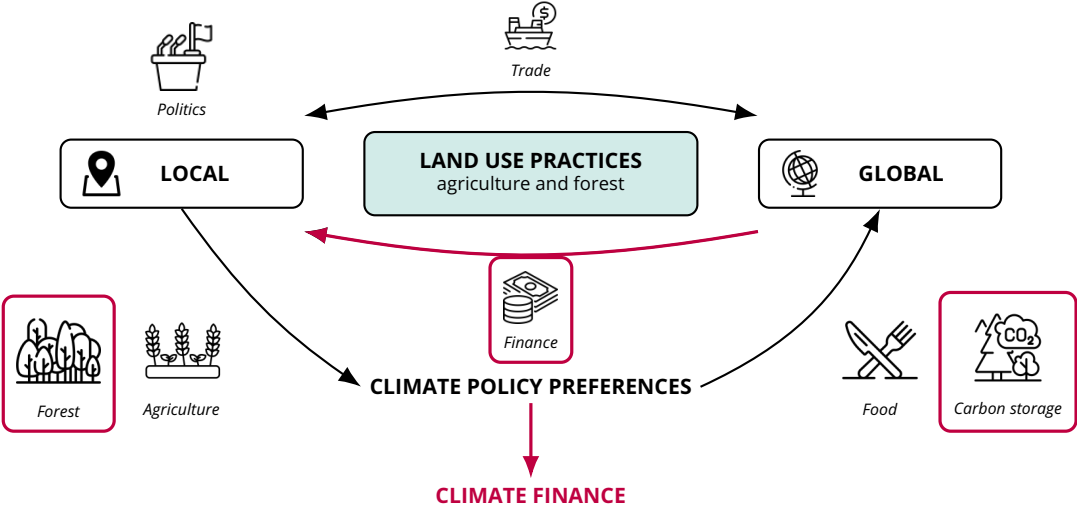 Trade
Politics
LOCAL
LAND USE PRACTICES
agriculture and forest
GLOBAL
$
Finance
CO₂
Forest
Agriculture
CLIMATE POLICY PREFERENCES
Food
Carbon storage
CLIMATE FINANCE